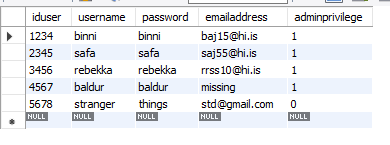 iduser username password emailaddress adminprivilege
1234 binni binni baj15@hi.is 1
2345 safa safa saj55@hi.is 1
3456 rebekka rebekka rrss10@hi.is 1
4567 baldur baldur missing 1
5678 stranger things std@gmail.com 0
NULL NULL NULL NULL NULL